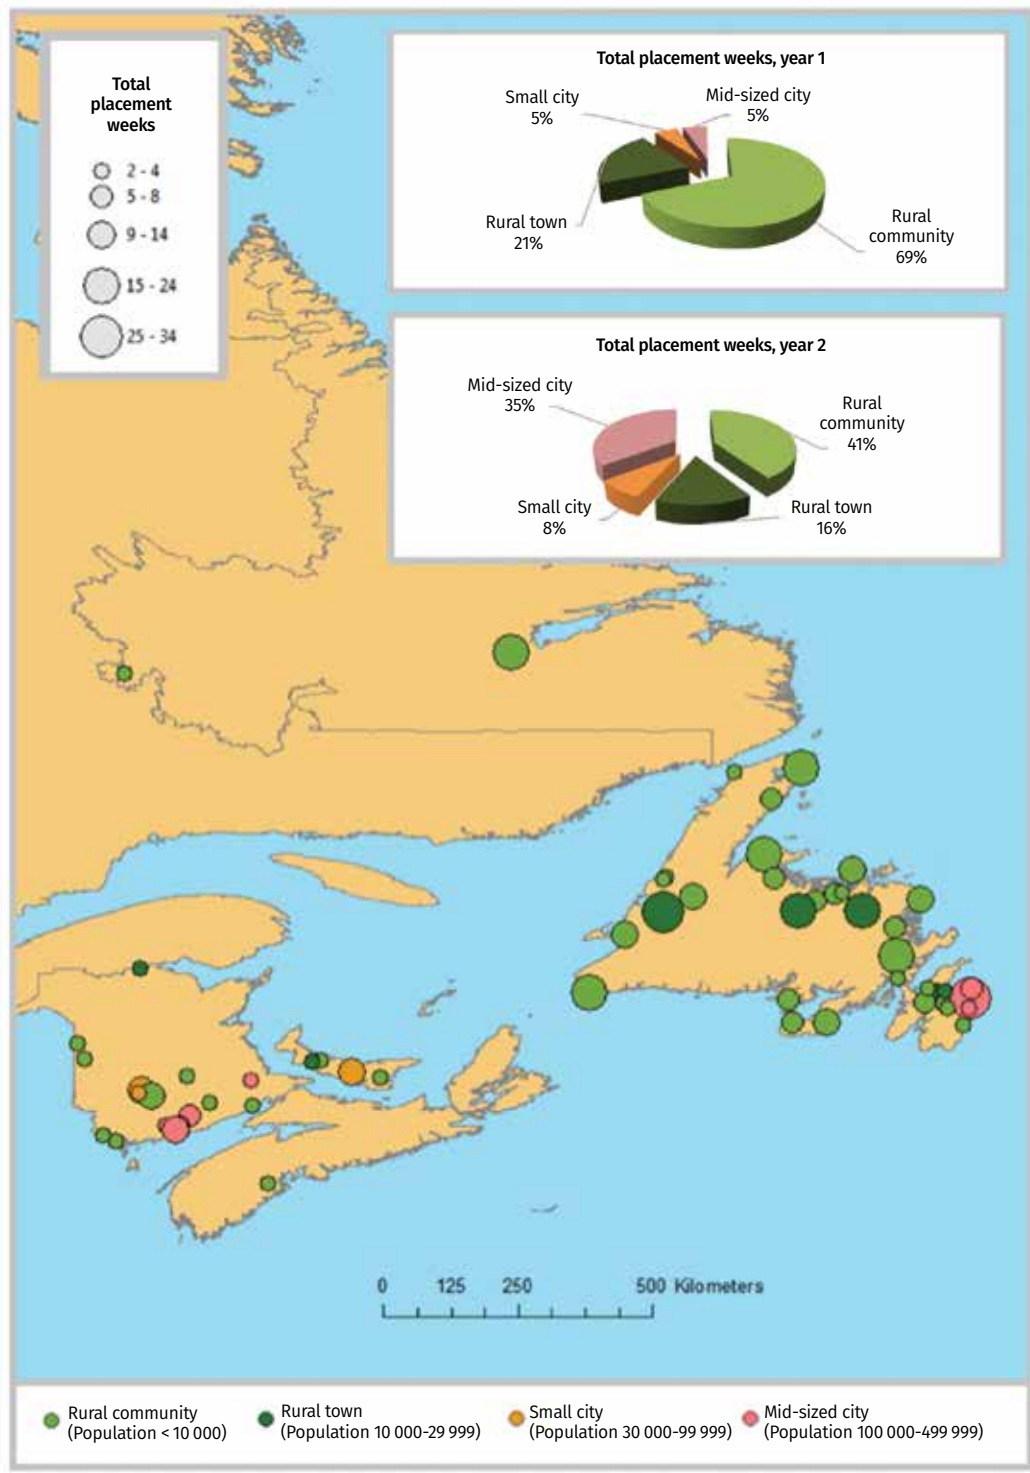 Total
placement
weeks
2 - 4
5 - 8
9 - 14
15 - 24
25 - 34
Total placement weeks, year 1
Small city
5%
Mid-sized city
5%
Rural town
21%
Rural
community
69%
Total placement weeks, year 2
Mid-sized city
35%
Rural
community
41%
Small city
8%
Rural town
16%
0 125 250 500 Kilometers
Rural community
(Population < 10 000)
Rural town
(Population 10 000-29 999)
Small city
(Population 30 000-99 999)
Mid-sized city
(Population 100 000-499 999)